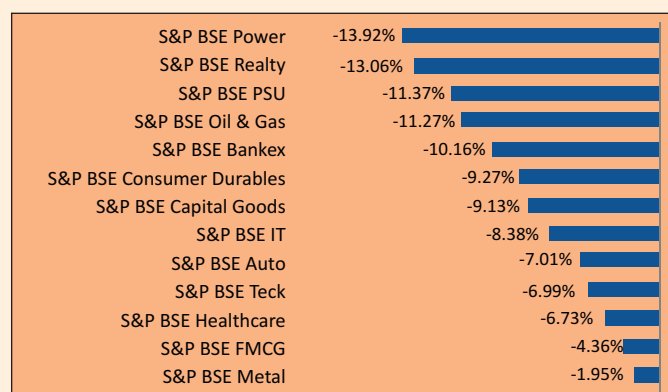 S&P BSE Power -13.92%
S&P BSE Realty -13.06%
S&P BSE PSU -11.37%
S&P BSE Oil & Gas -11.27%
S&P BSE Bankex -10.16%
S&P BSE Consumer Durables -9.27%
S&P BSE Capital Goods -9.13%
S&P BSE IT -8.38%
S&P BSE Auto -7.01%
S&P BSE Teck -6.99%
S&P BSE Healthcare -6.73%
S&P BSE FMCG -4.36%
S&P BSE Metal -1.95%